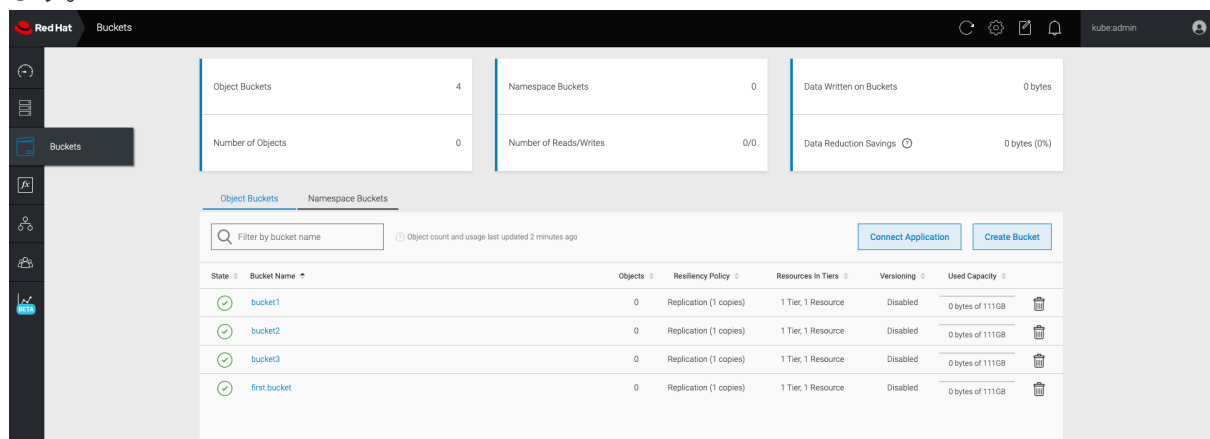 Red Hat Buckets kube:admin
Object Buckets 4 Namespace Buckets 0 Data Written on Buckets 0 bytes
Buckets Number of Objects 0 Number of Reads/Writes 0/0 Data Reduction Savings ? 0 bytes (0%)
fx
Object Buckets Namespace Buckets
Filter by bucket name Object count and usage last updated 2 minutes ago Connect Application Create Bucket
State Bucket Name Objects Resiliency Policy Resources In Tiers Versioning Used Capacity
BETA
bucket1 0 Replication (1 copies) 1 Tier, 1 Resource Disabled 0 bytes of 111GB
bucket2 0 Replication (1 copies) 1 Tier, 1 Resource Disabled 0 bytes of 111GB
bucket3 0 Replication (1 copies) 1 Tier, 1 Resource Disabled 0 bytes of 111GB
first.bucket 0 Replication (1 copies) 1 Tier, 1 Resource Disabled 0 bytes of 111GB